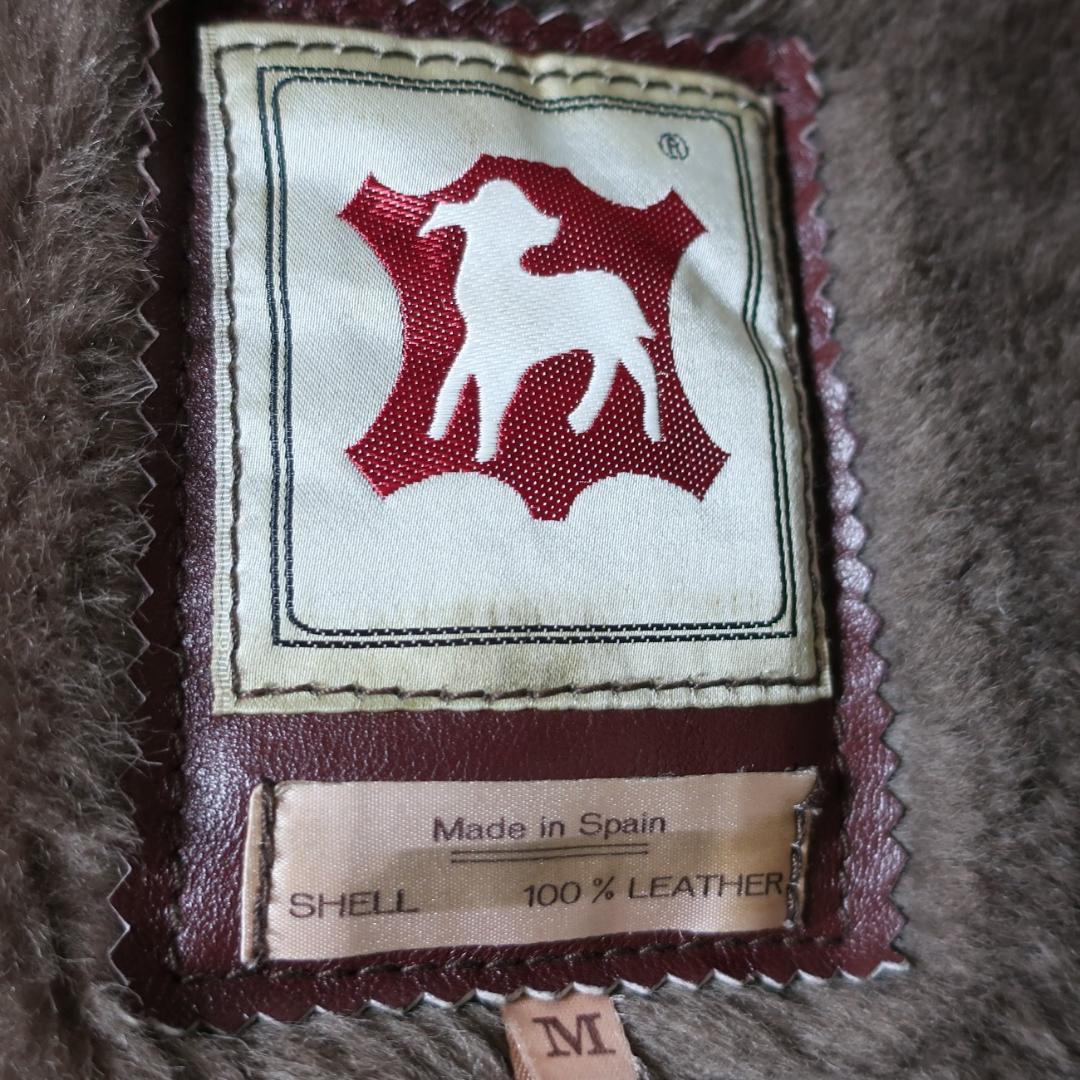 ®
Made in Spain
SHELL 100 % LEATHER
M